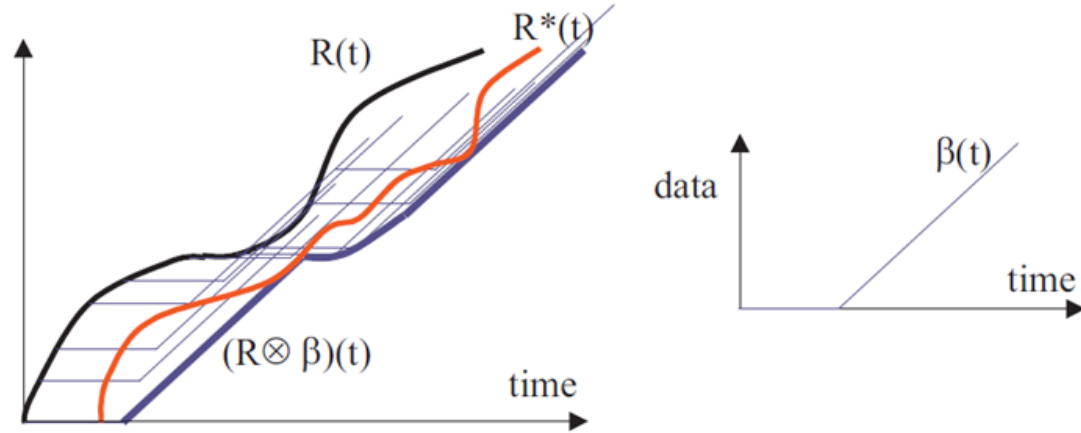 R(t)
R*(t)
(R⊗ β)(t)
time
data
β(t)
time